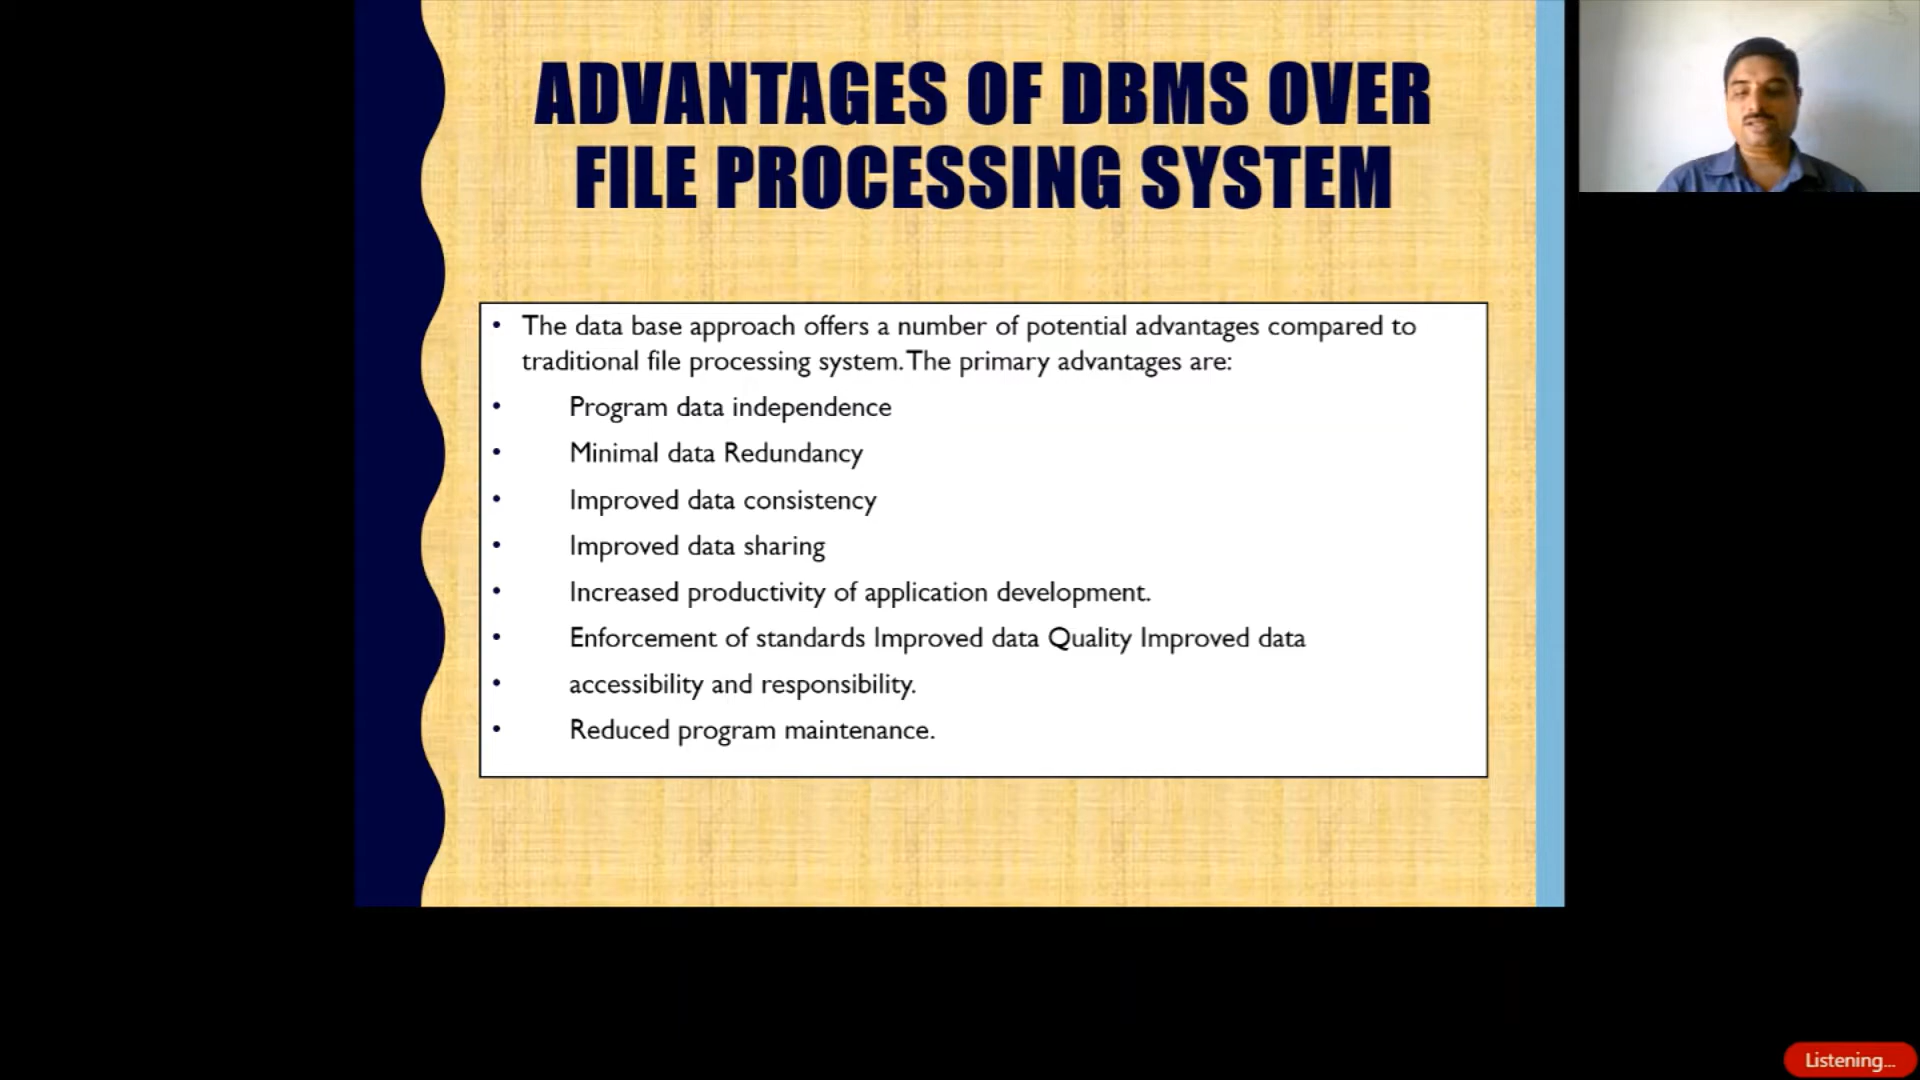 ADVANTAGES OF DBMS OVER
FILE PROCESSING SYSTEM
• The data base approach offers a number of potential advantages compared to
traditional file processing system. The primary advantages are:
• Program data independence
• Minimal data Redundancy
• Improved data consistency
• Improved data sharing
• Increased productivity of application development.
• Enforcement of standards Improved data Quality Improved data
• accessibility and responsibility.
• Reduced program maintenance.
Listening...